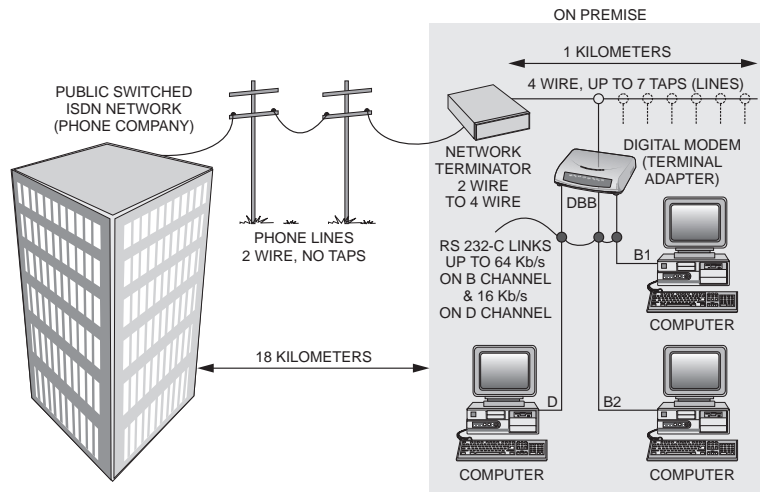 ON PREMISE
1 KILOMETERS
4 WIRE, UP TO 7 TAPS (LINES)
PUBLIC SWITCHED
ISDN NETWORK
(PHONE COMPANY)
NETWORK
TERMINATOR
2 WIRE
TO 4 WIRE
DIGITAL MODEM
(TERMINAL
ADAPTER)
DBB
PHONE LINES
2 WIRE, NO TAPS
RS 232-C LINKS
UP TO 64 Kb/s
ON B CHANNEL
& 16 Kb/s
ON D CHANNEL
B1
COMPUTER
18 KILOMETERS
D
B2
COMPUTER
COMPUTER